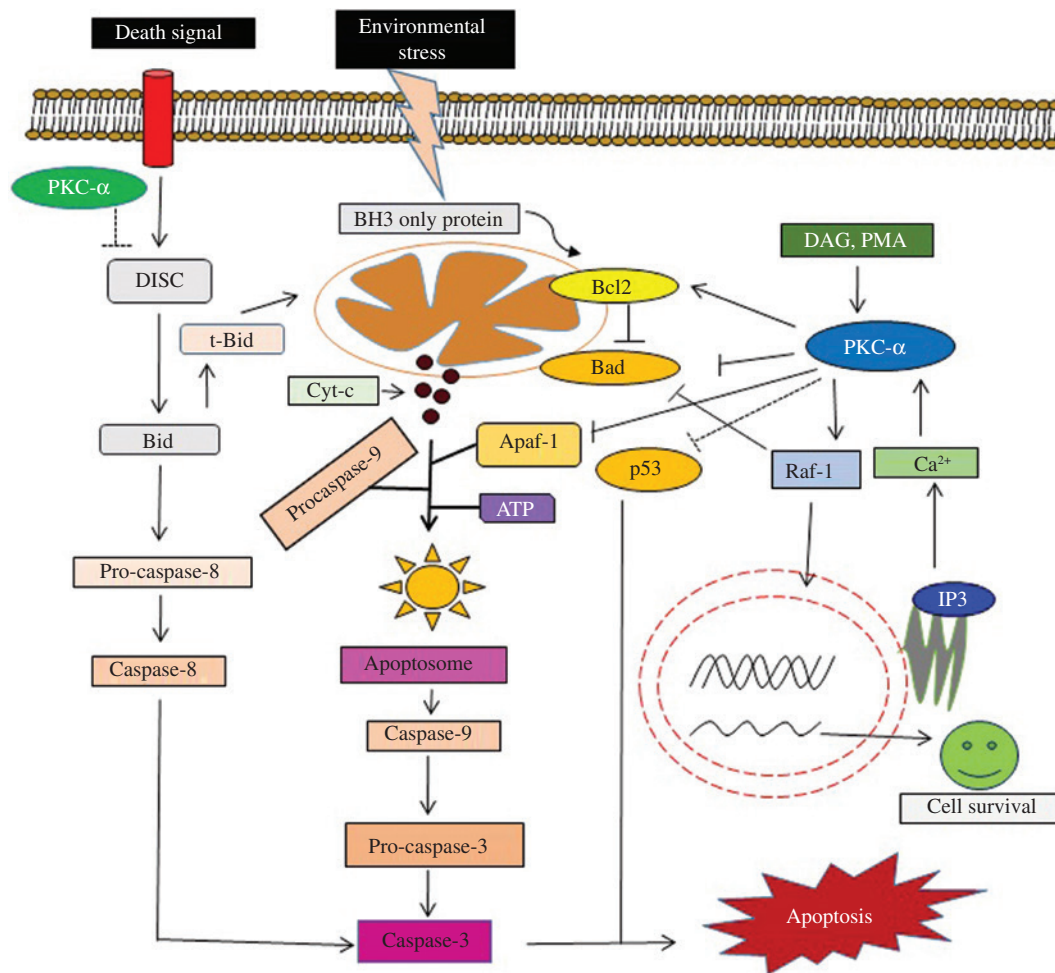 Death signal
Environmental
stress
PKC-α
BH3 only protein
DAG, PMA
DISC
Bcl2
t-Bid
PKC-α
Bad
Cyt-c
Bid
Apaf-1
Procaspase-9
p53
Raf-1
Ca²⁺
ATP
Pro-caspase-8
IP3
Caspase-8
Apoptosome
Caspase-9
Cell survival
Pro-caspase-3
Apoptosis
Caspase-3